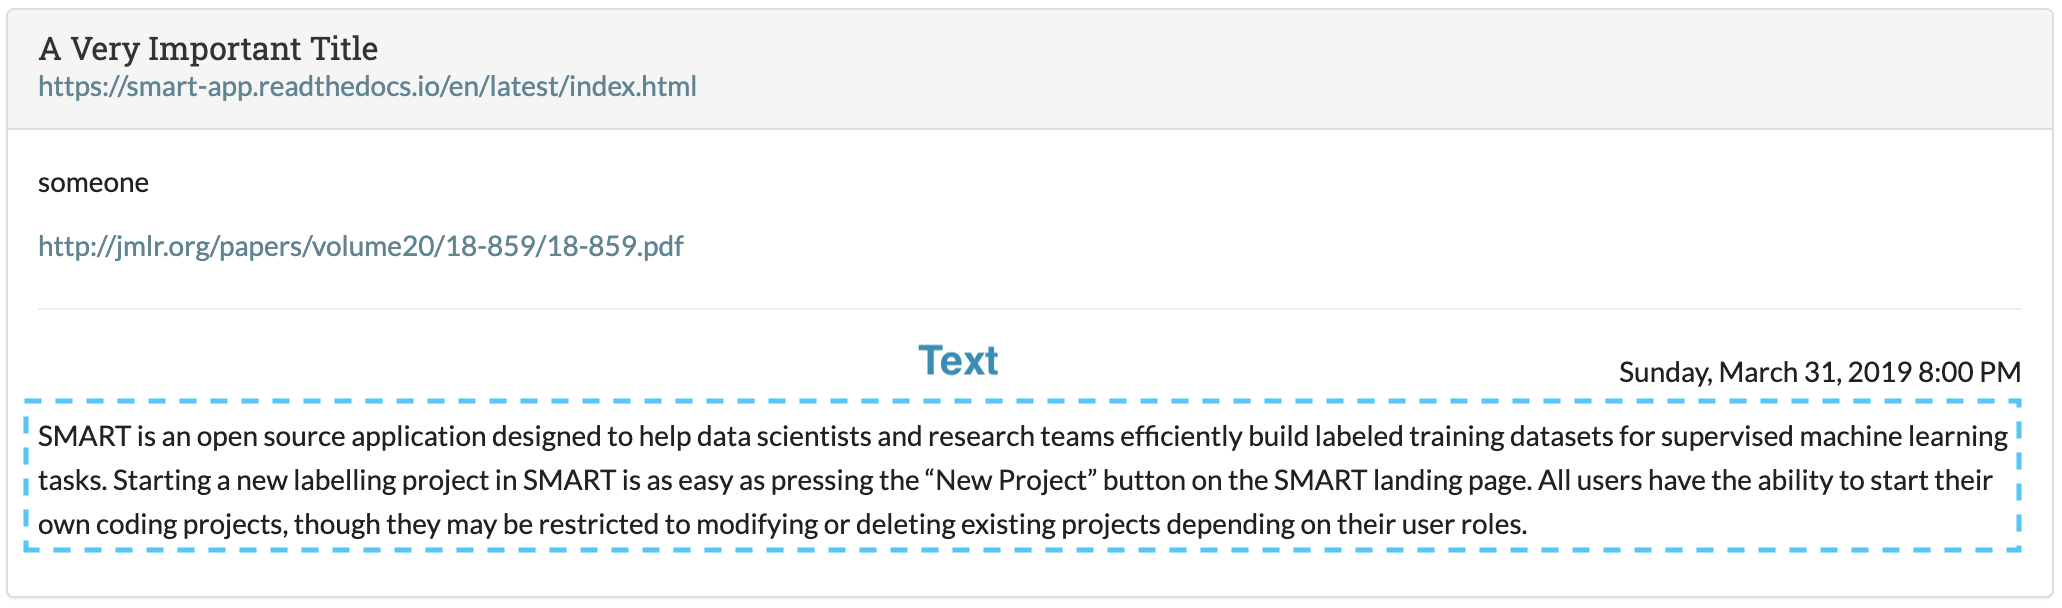 A Very Important Title
https://smart-app.readthedocs.io/en/latest/index.html
someone
http://jmlr.org/papers/volume20/18-859/18-859.pdf
Text
Sunday, March 31, 2019 8:00 PM
SMART is an open source application designed to help data scientists and research teams efficiently build labeled training datasets for supervised machine learning
tasks. Starting a new labelling project in SMART is as easy as pressing the “New Project” button on the SMART landing page. All users have the ability to start their
own coding projects, though they may be restricted to modifying or deleting existing projects depending on their user roles.